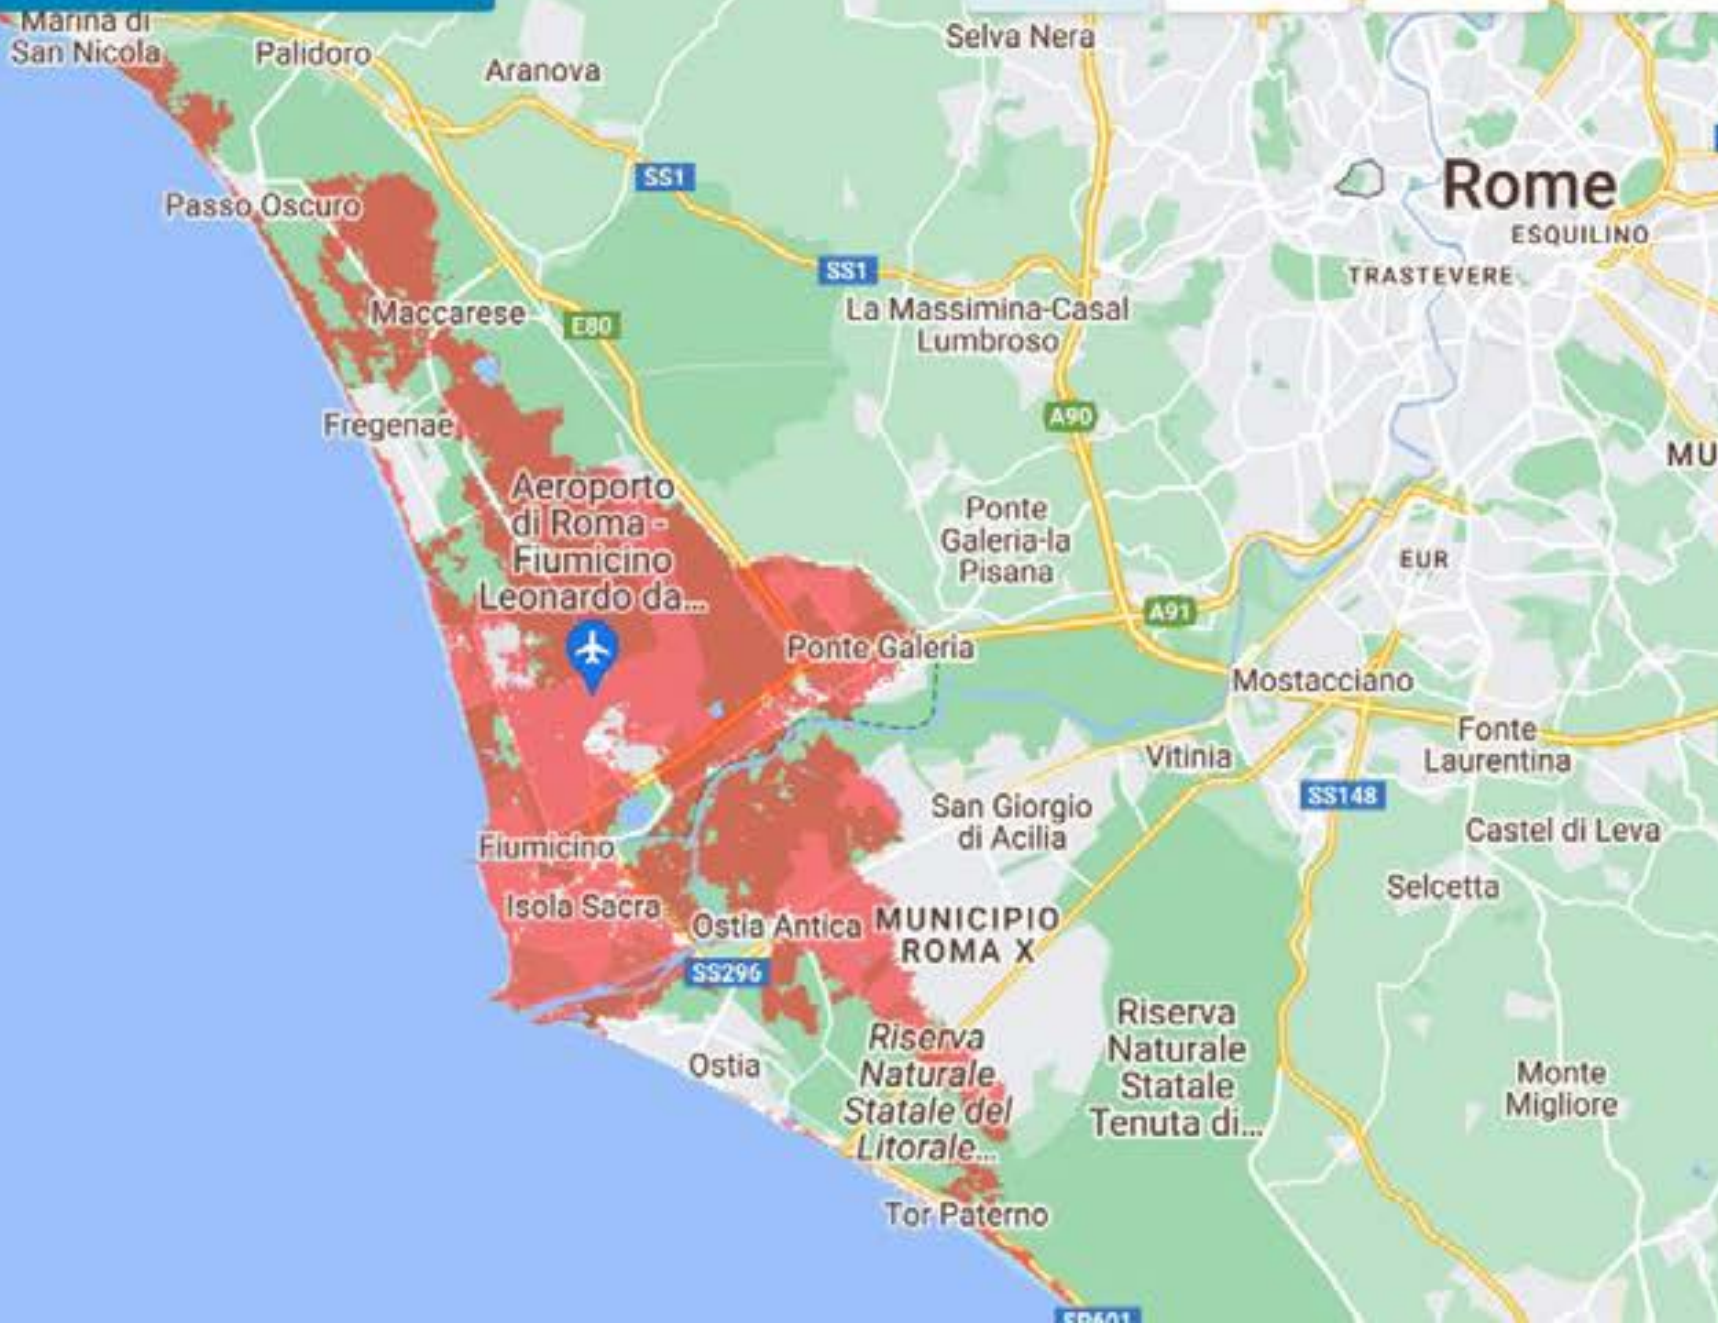 Marina di
San Nicola
Palidoro
Aranova
Selva Nera
SS1
Passo Oscuro
Rome
ESQUILINO
TRASTEVERE
SS1
Maccarese
E80
La Massimina-Casal
Lumbroso
A90
Fregenae
MU
Aeroporto
di Roma -
Fiumicino
Leonardo da...
Ponte
Galeria-la
Pisana
EUR
A91
Ponte Galeria
Mostacciano
Vitinia
Fonte
Laurentina
SS148
San Giorgio
di Acilia
Castel di Leva
Fiumicino
Selcetta
Isola Sacra
Ostia Antica
MUNICIPIO
ROMA X
SS296
Ostia
Riserva
Naturale
Statale del
Litorale...
Riserva
Naturale
Statale
Tenuta di...
Monte
Migliore
Tor Paterno
SP601